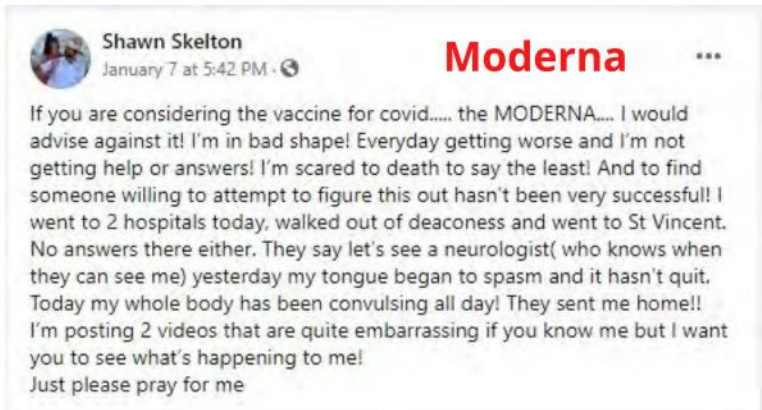 Shawn Skelton
Moderna
January 7 at 5:42 PM ·
If you are considering the vaccine for covid..... the MODERNA.... I would
advise against it! I'm in bad shape! Everyday getting worse and I'm not
getting help or answers! I'm scared to death to say the least! And to find
someone willing to attempt to figure this out hasn't been very successful! I
went to 2 hospitals today, walked out of deaconess and went to St Vincent.
No answers there either. They say let's see a neurologist( who knows when
they can see me) yesterday my tongue began to spasm and it hasn't quit.
Today my whole body has been convulsing all day! They sent me home!!
I'm posting 2 videos that are quite embarrassing if you know me but I want
you to see what's happening to me!
Just please pray for me